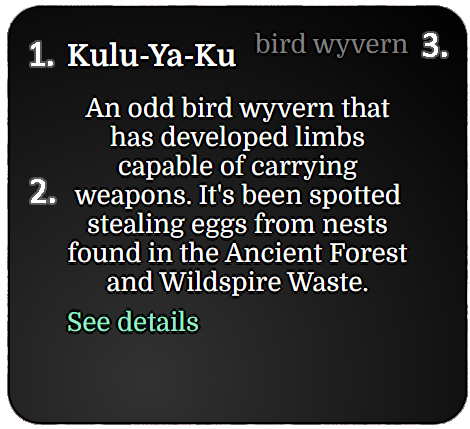 1. Kulu-Ya-Ku bird wyvern 3.
An odd bird wyvern that
has developed limbs
capable of carrying
2. weapons. It's been spotted
stealing eggs from nests
found in the Ancient Forest
and Wildspire Waste.
See details